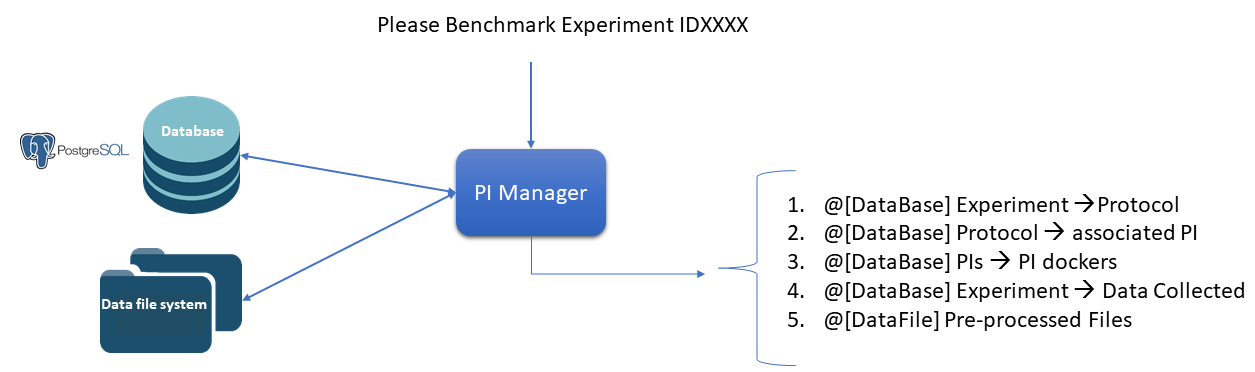 Please Benchmark Experiment IDXXXX
Database
PostgreSQL
PI Manager
Data file system
1. @[DataBase] Experiment →Protocol
2. @[DataBase] Protocol → associated PI
3. @[DataBase] PIs → PI dockers
4. @[DataBase] Experiment → Data Collected
5. @[DataFile] Pre-processed Files